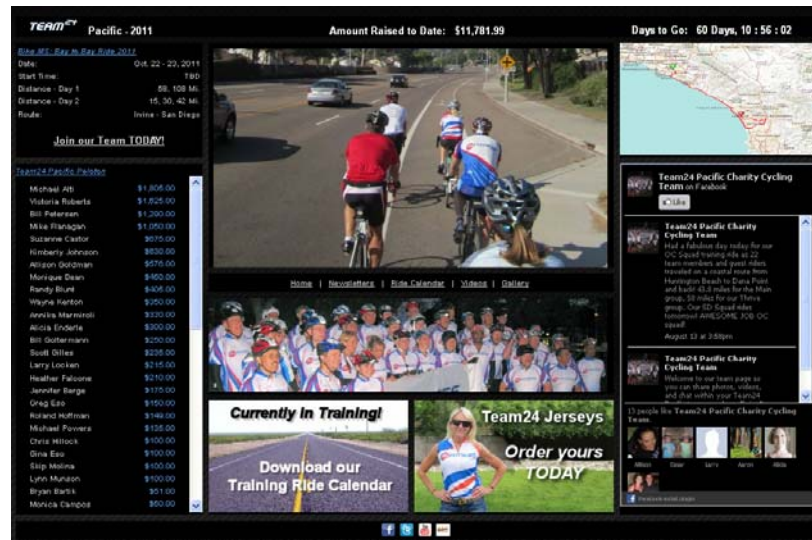 TEAM24 Pacific - 2011
Amount Raised to Date: $11,781.99
Days to Go: 60 Days, 10 : 56 : 02
Bike MS: Bay to Bay Ride 2011
Date: Oct. 22 - 23, 2011
Start Time: TBD
Distance - Day 1 58, 108 Mi.
Distance - Day 2 15, 30, 42 Mi.
Route: Irvine - San Diego
Join our Team TODAY!
Team24 Pacific Peloton
Michael Alti $1,805.00
Victoria Roberts $1,625.00
Bill Petersen $1,200.00
Mike Flanagan $1,050.00
Suzanne Castor $675.00
Kimberly Johnson $630.00
Allison Goldman $575.00
Monique Dean $450.00
Randy Blunt $405.00
Wayne Kenton $350.00
Annika Marmiroli $330.00
Alicia Enderle $300.00
Bill Goltermann $250.00
Scott Gilles $235.00
Larry Looken $215.00
Heather Falcone $210.00
Jennifer Barge $175.00
Greg Eso $150.00
Roland Hoffman $149.00
Michael Powers $135.00
Chris Hillock $100.00
Gina Eso $100.00
Skip Molina $100.00
Lynn Munson $100.00
Bryan Bartik $51.00
Monica Campos $50.00
Home | Newsletters | Ride Calendar | Videos | Gallery
Currently In Training!
Download our
Training Ride Calendar
Team24 Jerseys
Order yours
TODAY
Team24 Pacific Charity Cycling
Team on Facebook
Like
Team24 Pacific Charity
Cycling Team
Had a fabulous day today for our
OC Squad training ride as 22
team members and guest riders
traveled on a coastal route from
Huntington Beach to Dana Point
and back! 43.8 miles for the Main
group, 58 miles for our Thrive
group. Our SD Squad rides
tomorrow! AWESOME JOB OC
squad!
August 13 at 3:58pm
Team24 Pacific Charity
Cycling Team
Welcome to our team page so
you can share photos, videos,
and chat within your Team24
13 people like Team24 Pacific Charity Cycling
Team.
Allison Larry Aaron Alicia
Facebook social plugin